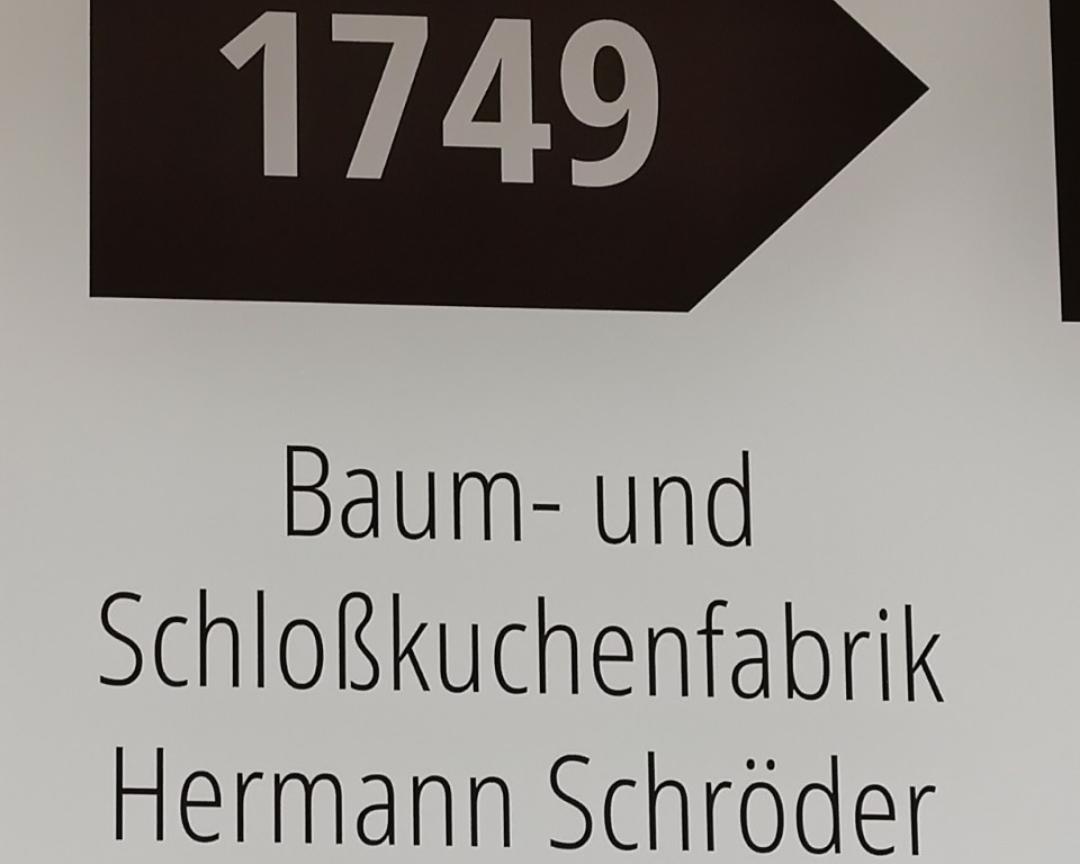 1749
Baum- und
Schloßkuchenfabrik
Hermann Schröder